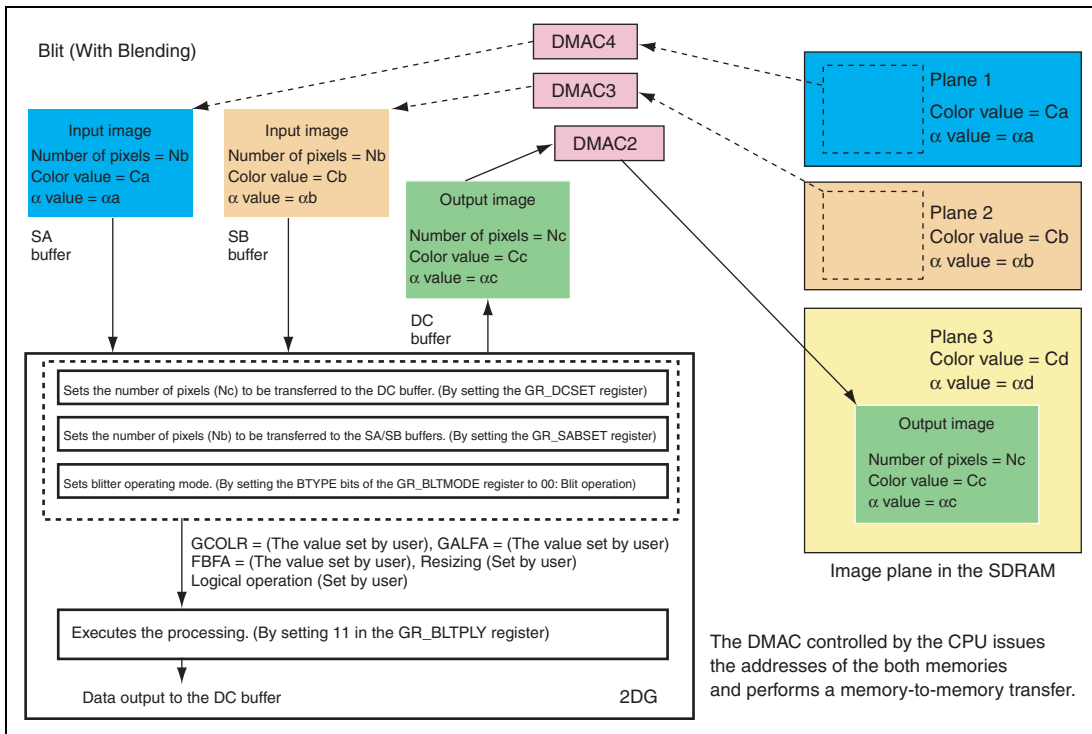 Blit (With Blending)
DMAC4
DMAC3
DMAC2
Input image
Number of pixels = Nb
Color value = Ca
α value = αa
SA
buffer
Input image
Number of pixels = Nb
Color value = Cb
α value = αb
SB
buffer
Output image
Number of pixels = Nc
Color value = Cc
α value = αc
DC
buffer
Plane 1
Color value = Ca
α value = αa
Plane 2
Color value = Cb
α value = αb
Plane 3
Color value = Cd
α value = αd
Output image
Number of pixels = Nc
Color value = Cc
α value = αc
Image plane in the SDRAM
Sets the number of pixels (Nc) to be transferred to the DC buffer. (By setting the GR_DCSET register)
Sets the number of pixels (Nb) to be transferred to the SA/SB buffers. (By setting the GR_SABSET register)
Sets blitter operating mode. (By setting the BTYPE bits of the GR_BLTMODE register to 00: Blit operation)
GCOLR = (The value set by user), GALFA = (The value set by user)
FBFA = (The value set by user), Resizing (Set by user)
Logical operation (Set by user)
Executes the processing. (By setting 11 in the GR_BLTPLY register)
Data output to the DC buffer
2DG
The DMAC controlled by the CPU issues
the addresses of the both memories
and performs a memory-to-memory transfer.